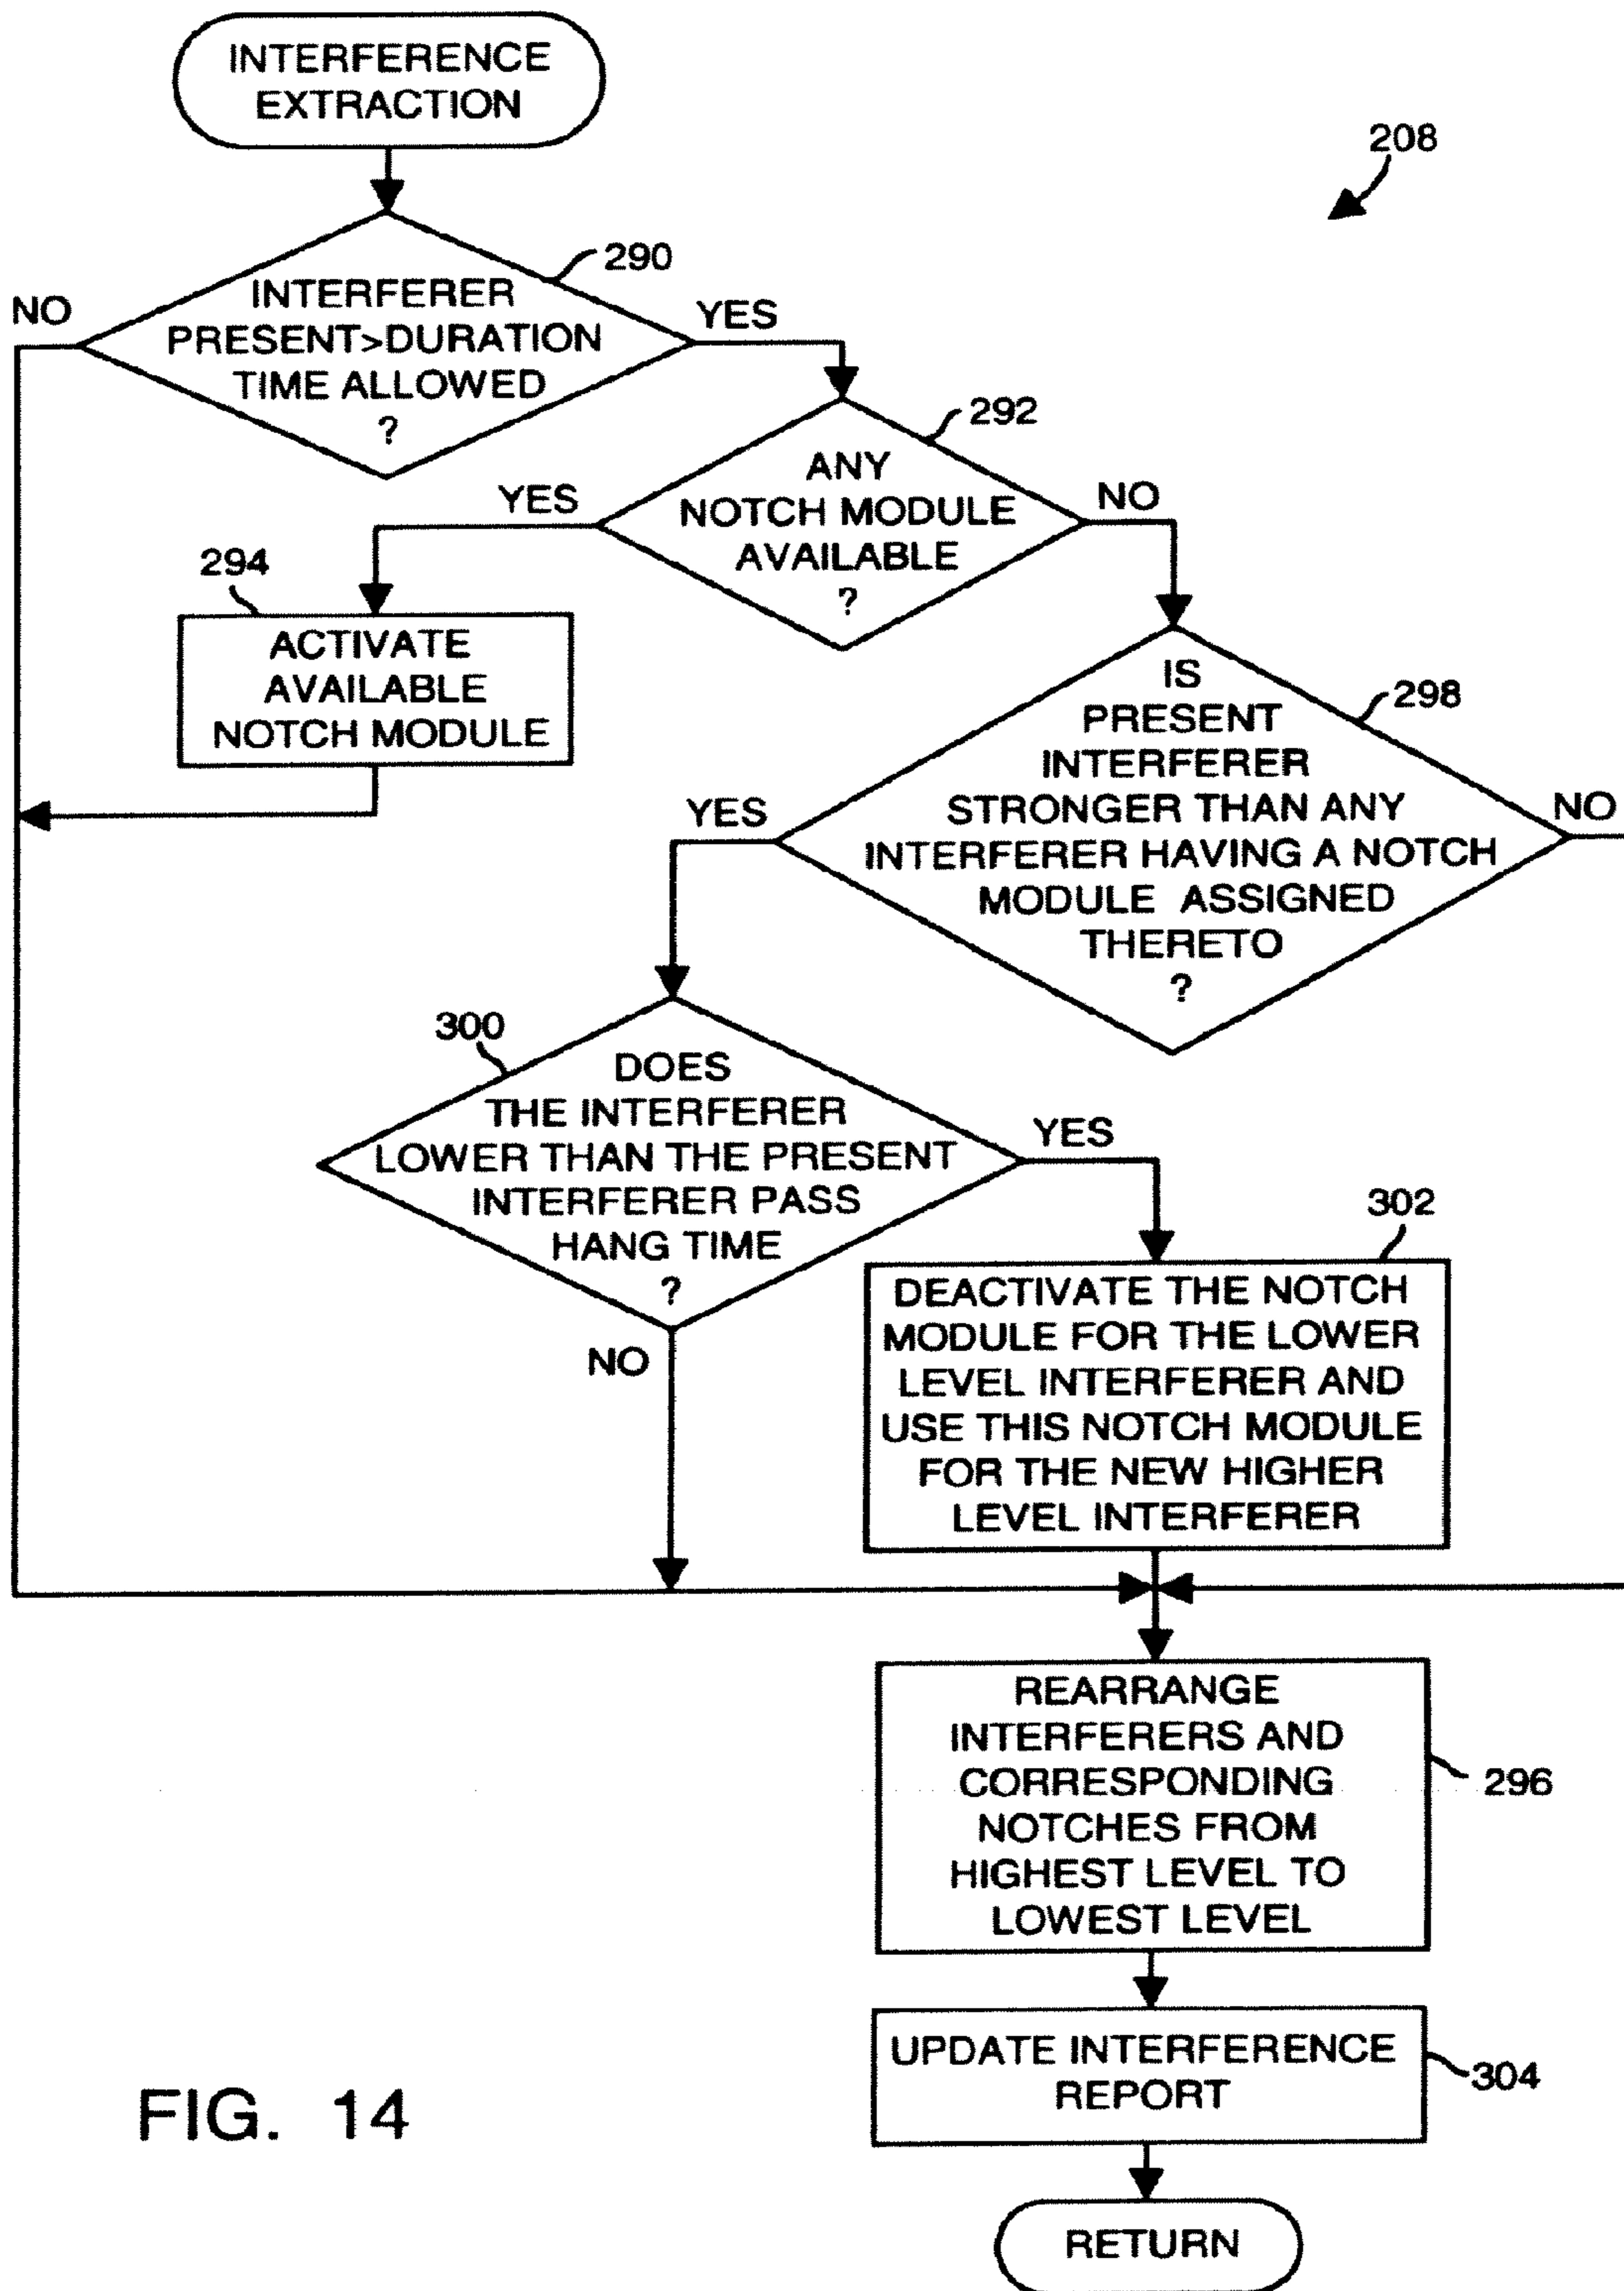 INTERFERENCE
EXTRACTION
208
290
NO
INTERFERER
PRESENT>DURATION
TIME ALLOWED
?
YES
292
ANY
NOTCH MODULE
AVAILABLE
?
YES
NO
294
ACTIVATE
AVAILABLE
NOTCH MODULE
298
IS
PRESENT
INTERFERER
STRONGER THAN ANY
INTERFERER HAVING A NOTCH
MODULE ASSIGNED
THERETO
?
YES
NO
300
DOES
THE INTERFERER
LOWER THAN THE PRESENT
INTERFERER PASS
HANG TIME
?
YES
NO
302
DEACTIVATE THE NOTCH
MODULE FOR THE LOWER
LEVEL INTERFERER AND
USE THIS NOTCH MODULE
FOR THE NEW HIGHER
LEVEL INTERFERER
REARRANGE
INTERFERERS AND
CORRESPONDING
NOTCHES FROM
HIGHEST LEVEL TO
LOWEST LEVEL
296
UPDATE INTERFERENCE
REPORT
304
RETURN
FIG. 14